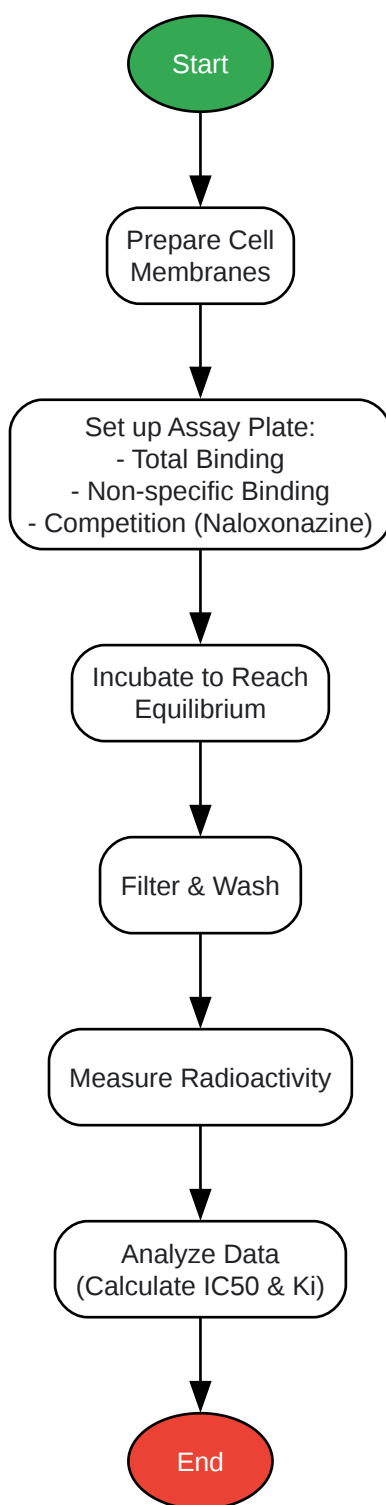 Start
Prepare Cell
Membranes
Set up Assay Plate:
- Total Binding
- Non-specific Binding
- Competition (Naloxonazine)
Incubate to Reach
Equilibrium
Filter & Wash
Measure Radioactivity
Analyze Data
(Calculate IC50 & Ki)
End